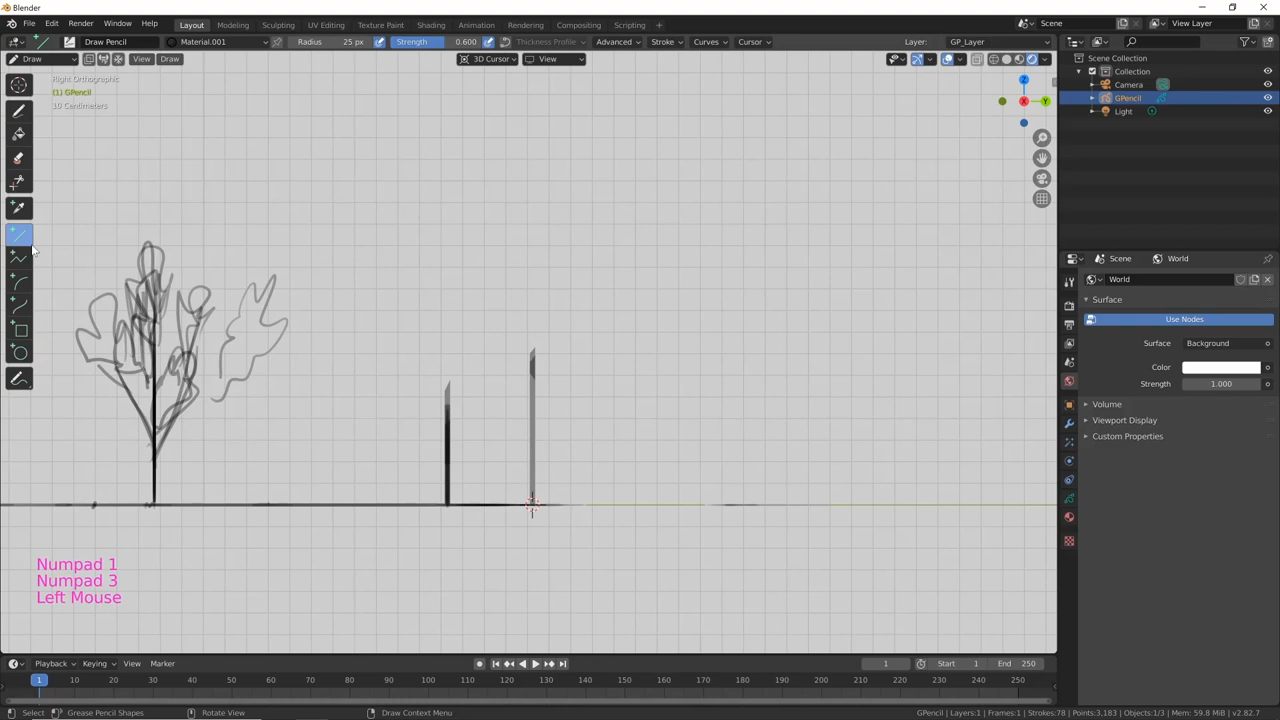 Blender
File Edit Render Window Help Layout Modeling Sculpting UV Editing Texture Paint Shading Animation Rendering Compositing Scripting + Scene View Layer
Draw Pencil Material.001 Radius 25 px Strength 0.600 Thickness Profile Advanced Stroke Curves Cursor Layer: GP_Layer
Draw View Draw 3D Cursor View
Right Orthographic
(1) GPencil
10 Centimeters
Z
X
Y
Scene Collection
Collection
Camera
GPencil
Light
Scene World
World
Surface
Use Nodes
Surface Background
Color
Strength 1.000
Volume
Viewport Display
Custom Properties
Numpad 1
Numpad 3
Left Mouse
Playback Keying View Marker 1 Start 1 End 250
1 10 20 30 40 50 60 70 80 90 100 110 120 130 140 150 160 170 180 190 200 210 220 230 240 250
Select Grease Pencil Shapes Rotate View Draw Context Menu GPencil | Layers:1 | Frames:1 | Strokes:78 | Points:3,183 | Objects:1/3 | Mem: 59.8 MiB | v2.82.7